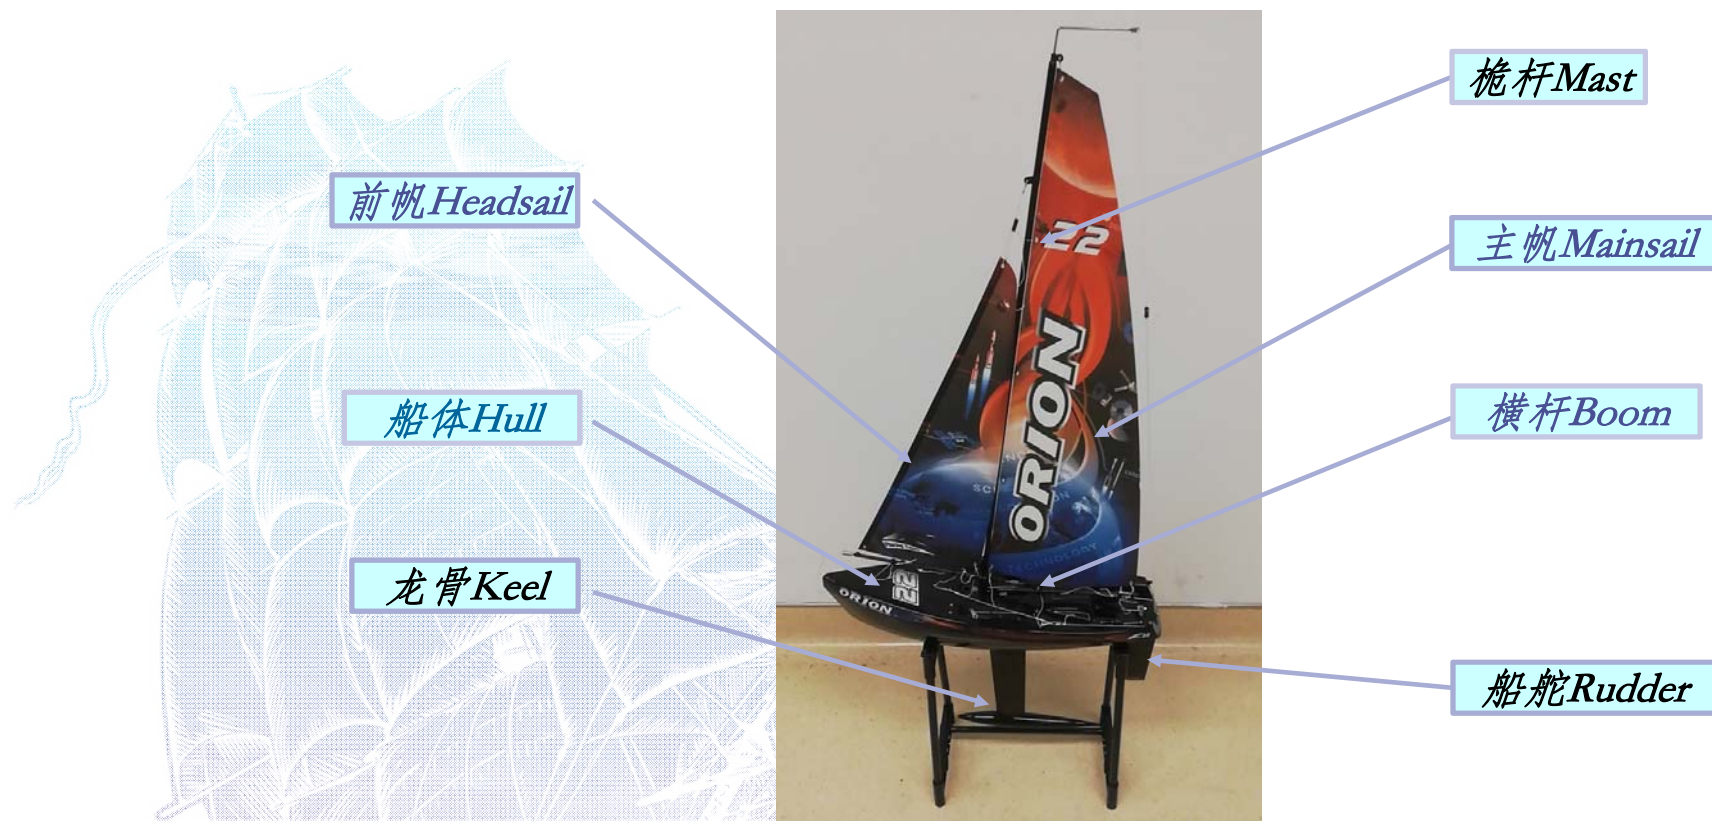 桅杆Mast
前帆Headsail
主帆Mainsail
船体Hull
横杆Boom
龙骨Keel
船舵Rudder
22
ORION
TECHNOLOGY
22
ORION